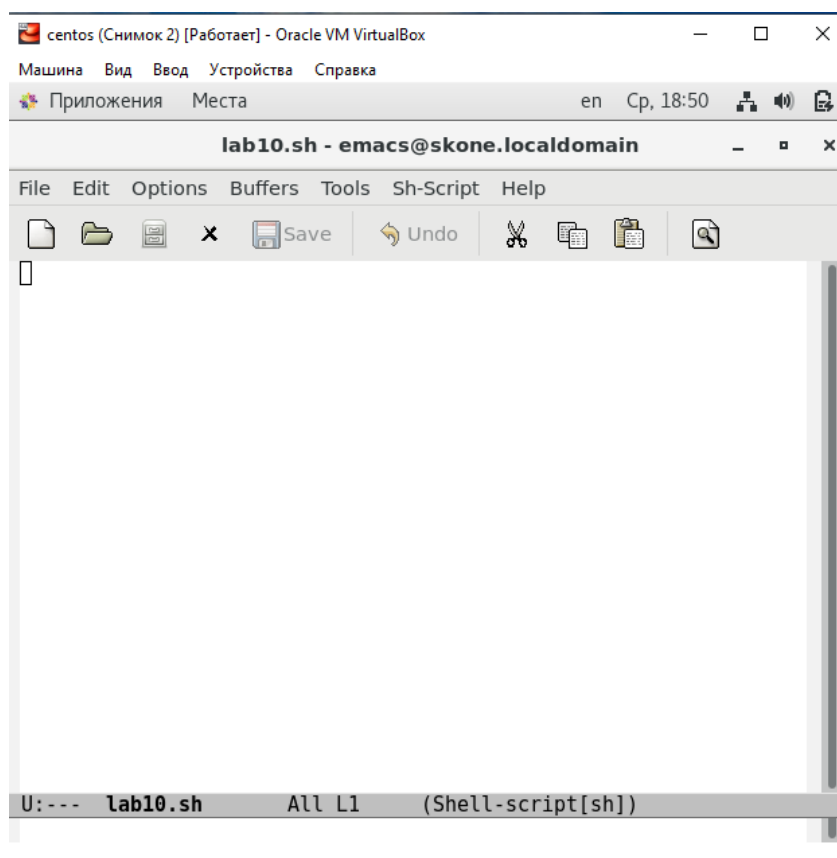 centos (Снимок 2) [Работает] - Oracle VM VirtualBox
Машина Вид Ввод Устройства Справка
Приложения Места en Ср, 18:50
lab10.sh - emacs@skone.localdomain
File Edit Options Buffers Tools Sh-Script Help
Save Undo
U:--- lab10.sh All L1 (Shell-script[sh])